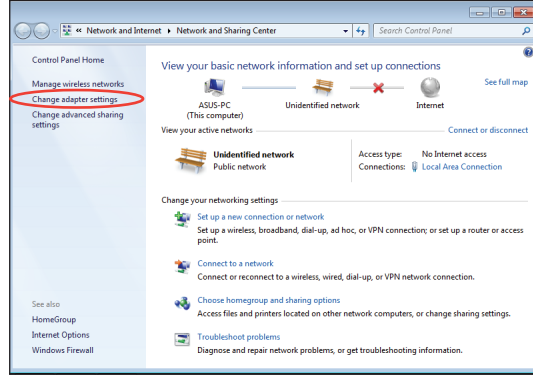 « Network and Internet ▸ Network and Sharing Center
Search Control Panel
Control Panel Home
Manage wireless networks
Change adapter settings
Change advanced sharing
settings
See also
HomeGroup
Internet Options
Windows Firewall
View your basic network information and set up connections
See full map
ASUS-PC
(This computer)
Unidentified network
Internet
View your active networks
Connect or disconnect
Unidentified network
Public network
Access type: No Internet access
Connections: Local Area Connection
Change your networking settings
Set up a new connection or network
Set up a wireless, broadband, dial-up, ad hoc, or VPN connection; or set up a router or access
point.
Connect to a network
Connect or reconnect to a wireless, wired, dial-up, or VPN network connection.
Choose homegroup and sharing options
Access files and printers located on other network computers, or change sharing settings.
Troubleshoot problems
Diagnose and repair network problems, or get troubleshooting information.